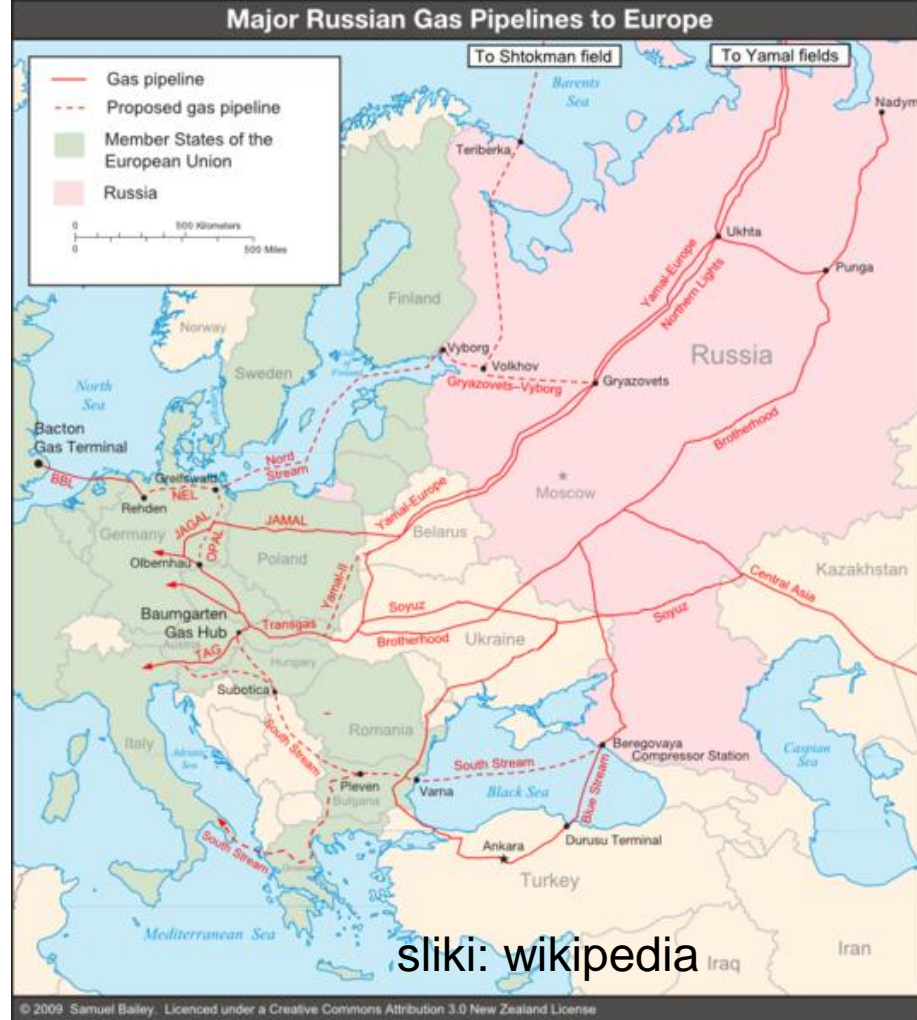 Major Russian Gas Pipelines to Europe
Gas pipeline
Proposed gas pipeline
Member States of the
European Union
Russia
0 500 Kilometers
0 500 Miles
To Shtokman field
To Yamal fields
Barents
Sea
Nadym
Teriberka
Ukhta
Punga
Yamal-Europe
Northern Lights
Finland
Norway
Sweden
Vyborg
Volkhov
Gryazovets
Gryazovets–Vyborg
Russia
North
Sea
Bacton
Gas Terminal
BBL
Rehden
NEL
Greifswald
Nord
Stream
Brotherhood
Moscow
Yamal-Europe
Belarus
JAMAL
JAGAL
OPAL
Germany
Poland
Olbernhau
Yamal-II
Kazakhstan
Central Asia
Soyuz
Soyuz
Baumgarten
Gas Hub
Transgas
Brotherhood
Ukraine
TAG
Austria
Hungary
Subotica
Romania
Italy
Adriatic
Sea
South Stream
Pleven
Bulgaria
Varna
South Stream
Black Sea
Beregovaya
Compressor Station
Blue Stream
Caspian
Sea
South Stream
Greece
Durusu Terminal
Ankara
Turkey
Mediterranean Sea
sliki: wikipedia
Iraq
Iran
© 2009 Samuel Bailey. Licenced under a Creative Commons Attribution 3.0 New Zealand License